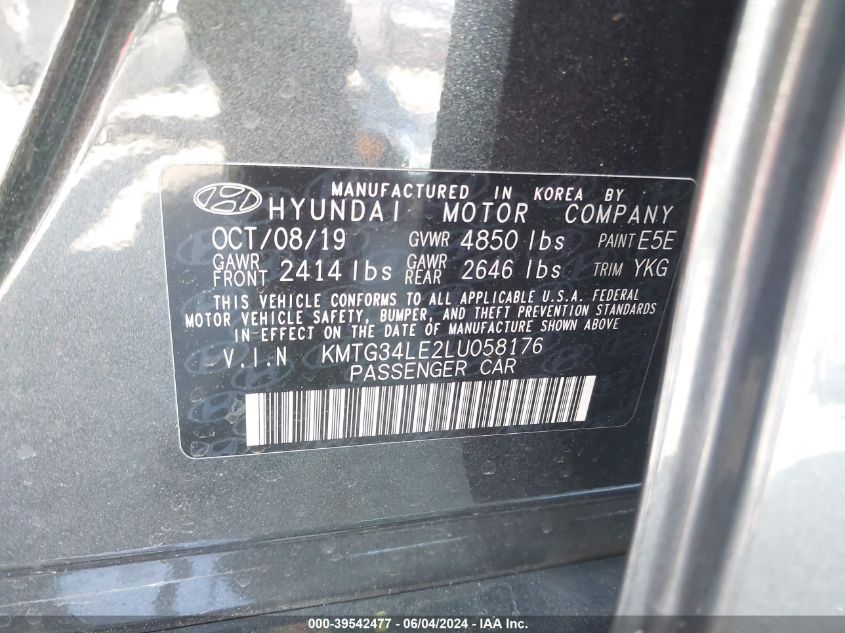 MANUFACTURED IN KOREA BY
HYUNDAI MOTOR COMPANY
OCT/08/19 GVWR 4850 lbs PAINT E5E
GAWR FRONT 2414 lbs GAWR REAR 2646 lbs TRIM YKG
THIS VEHICLE CONFORMS TO ALL APPLICABLE U.S.A. FEDERAL
MOTOR VEHICLE SAFETY, BUMPER, AND THEFT PREVENTION STANDARDS
IN EFFECT ON THE DATE OF MANUFACTURE SHOWN ABOVE
V.I.N KMTG34LE2LU058176
PASSENGER CAR
000-39542477 - 06/04/2024 - IAA Inc.